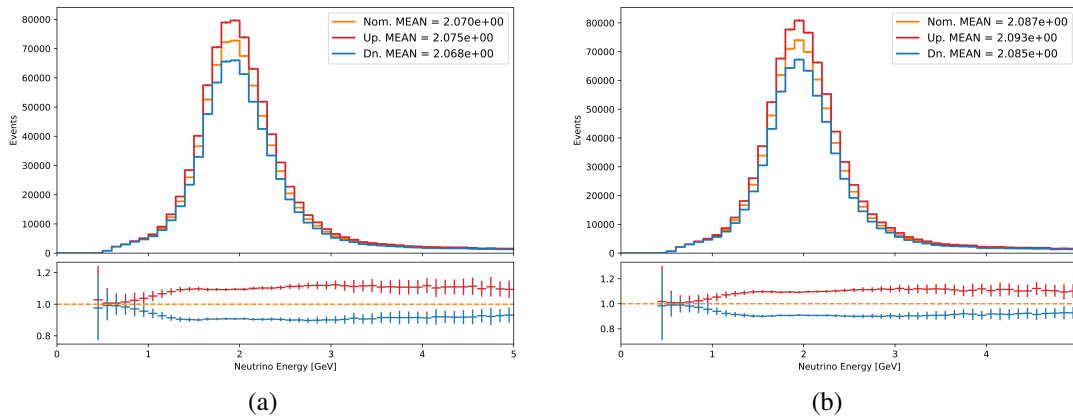 80000
70000
60000
50000
40000
30000
20000
10000
0
Events
Nom. MEAN = 2.070e+00
Up. MEAN = 2.075e+00
Dn. MEAN = 2.068e+00
1.2
1.0
0.8
0 1 2 3 4 5
Neutrino Energy [GeV]
(a)
80000
70000
60000
50000
40000
30000
20000
10000
0
Events
Nom. MEAN = 2.087e+00
Up. MEAN = 2.093e+00
Dn. MEAN = 2.085e+00
1.2
1.0
0.8
0 1 2 3 4
Neutrino Energy [GeV]
(b)